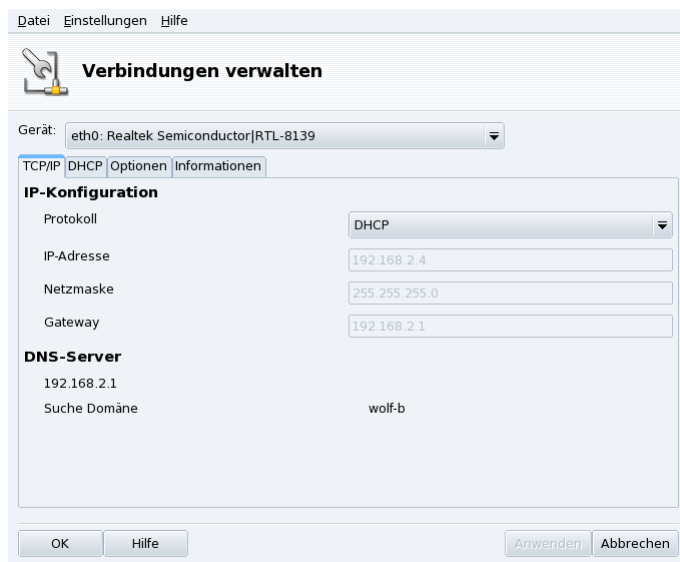 Datei Einstellungen Hilfe
Verbindungen verwalten
Gerät: eth0: Realtek Semiconductor|RTL-8139
TCP/IP DHCP Optionen Informationen
IP-Konfiguration
Protokoll DHCP
IP-Adresse 192.168.2.4
Netzmaske 255.255.255.0
Gateway 192.168.2.1
DNS-Server
192.168.2.1
Suche Domäne wolf-b
OK Hilfe Anwenden Abbrechen